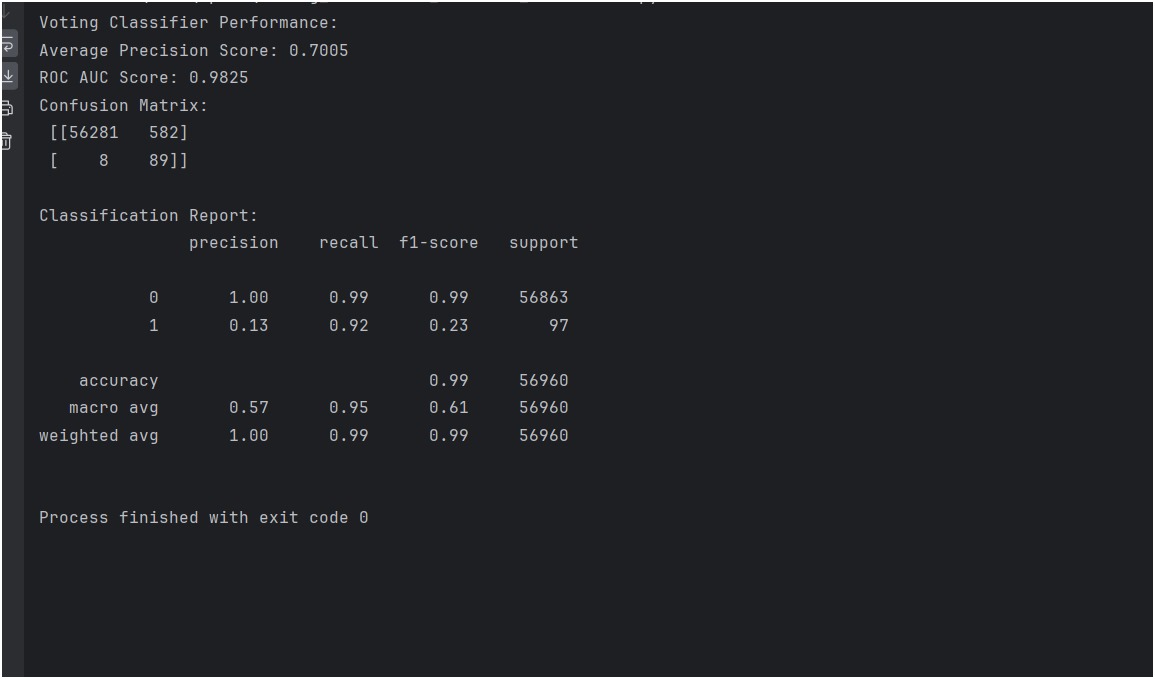 Voting Classifier Performance:
Average Precision Score: 0.7005
ROC AUC Score: 0.9825
Confusion Matrix:
[[56281 582]
[ 8 89]]
Classification Report:
precision recall f1-score support
0 1.00 0.99 0.99 56863
1 0.13 0.92 0.23 97
accuracy 0.99 56960
macro avg 0.57 0.95 0.61 56960
weighted avg 1.00 0.99 0.99 56960
Process finished with exit code 0